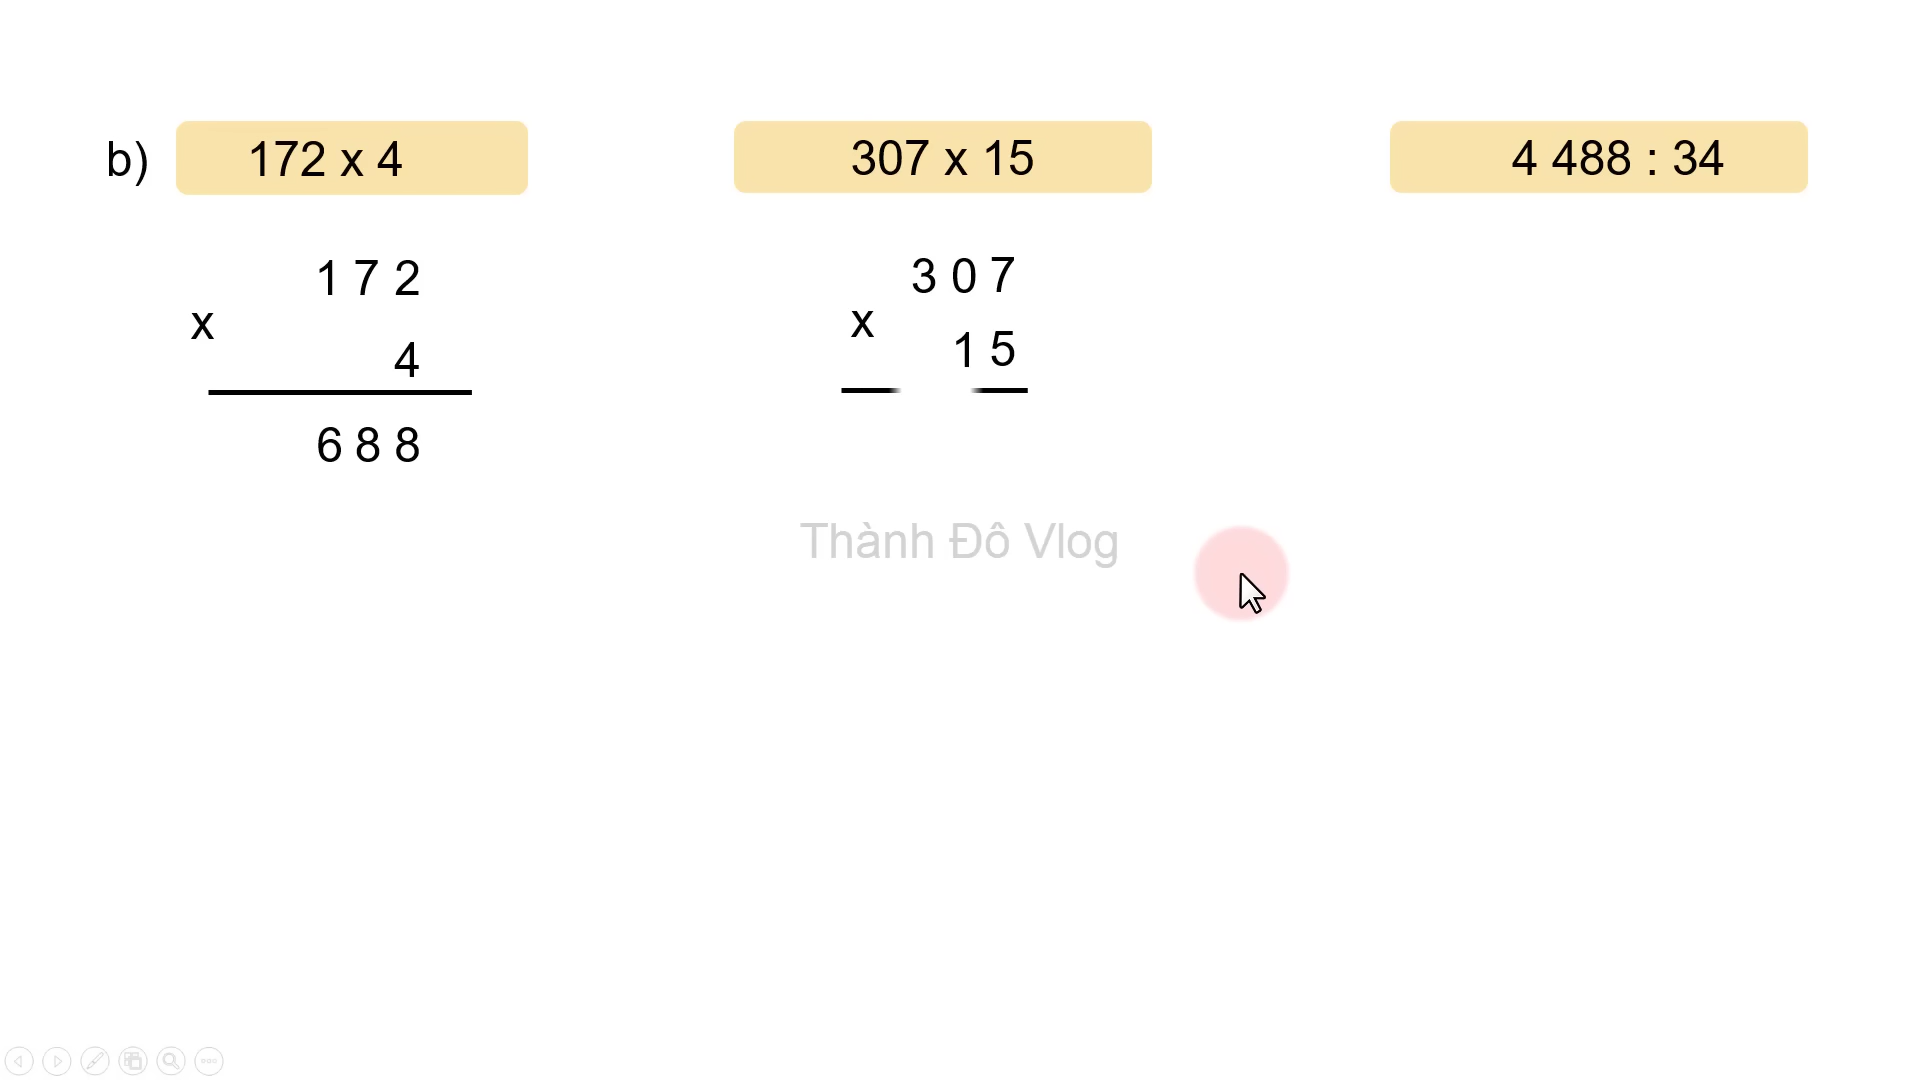 b) 172 x 4
307 x 15
4 488 : 34
1 7 2
x
4
6 8 8
3 0 7
x
1 5
Thành Đô Vlog